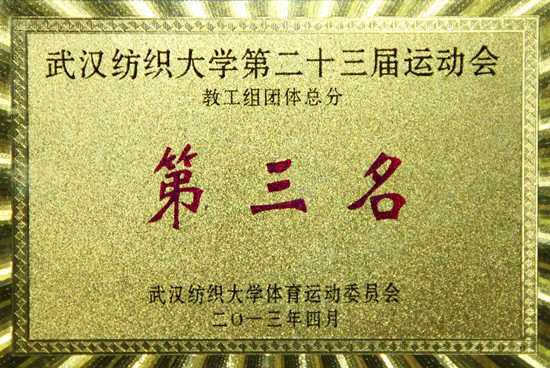 武汉纺织大学第二十三届运动会
教工组团体总分
第三名
武汉纺织大学体育运动委员会
二〇一三年四月